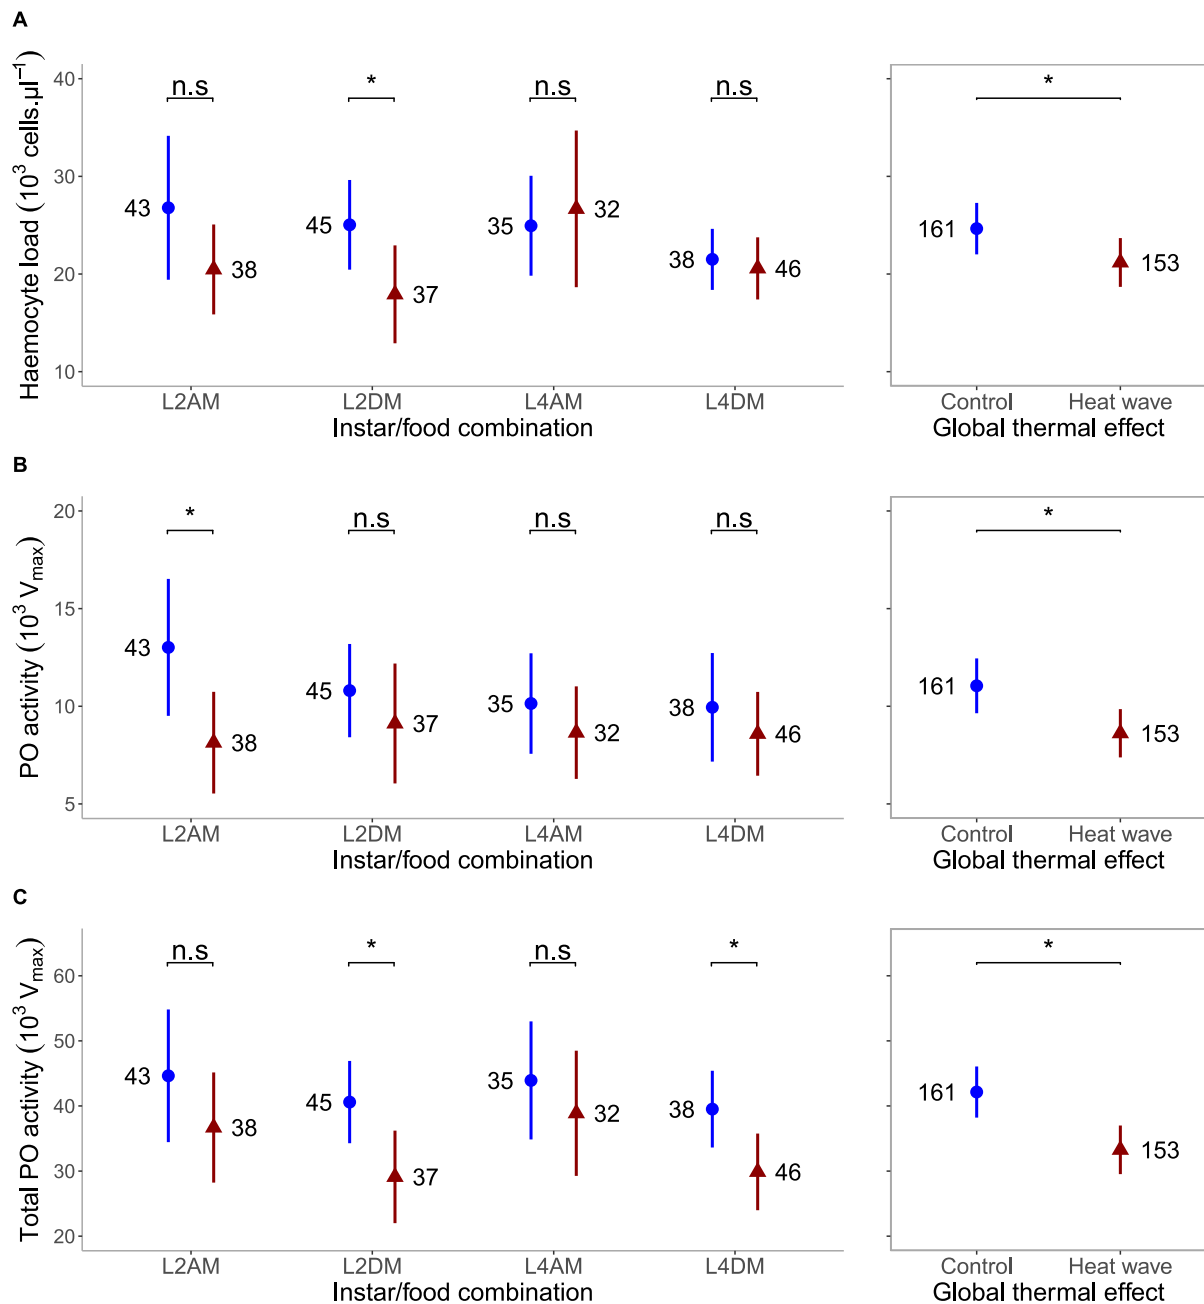 A
Haemocyte load (10³ cells.µl⁻¹)
40
30
20
10
n.s
*
n.s
n.s
*
43
38
45
37
35
32
38
46
161
153
L2AM
L2DM
L4AM
L4DM
Control
Heat wave
Instar/food combination
Global thermal effect
B
PO activity (10³ Vmax)
20
15
10
5
*
n.s
n.s
n.s
*
43
38
45
37
35
32
38
46
161
153
L2AM
L2DM
L4AM
L4DM
Control
Heat wave
Instar/food combination
Global thermal effect
C
Total PO activity (10³ Vmax)
60
50
40
30
20
n.s
*
n.s
*
*
43
38
45
37
35
32
38
46
161
153
L2AM
L2DM
L4AM
L4DM
Control
Heat wave
Instar/food combination
Global thermal effect